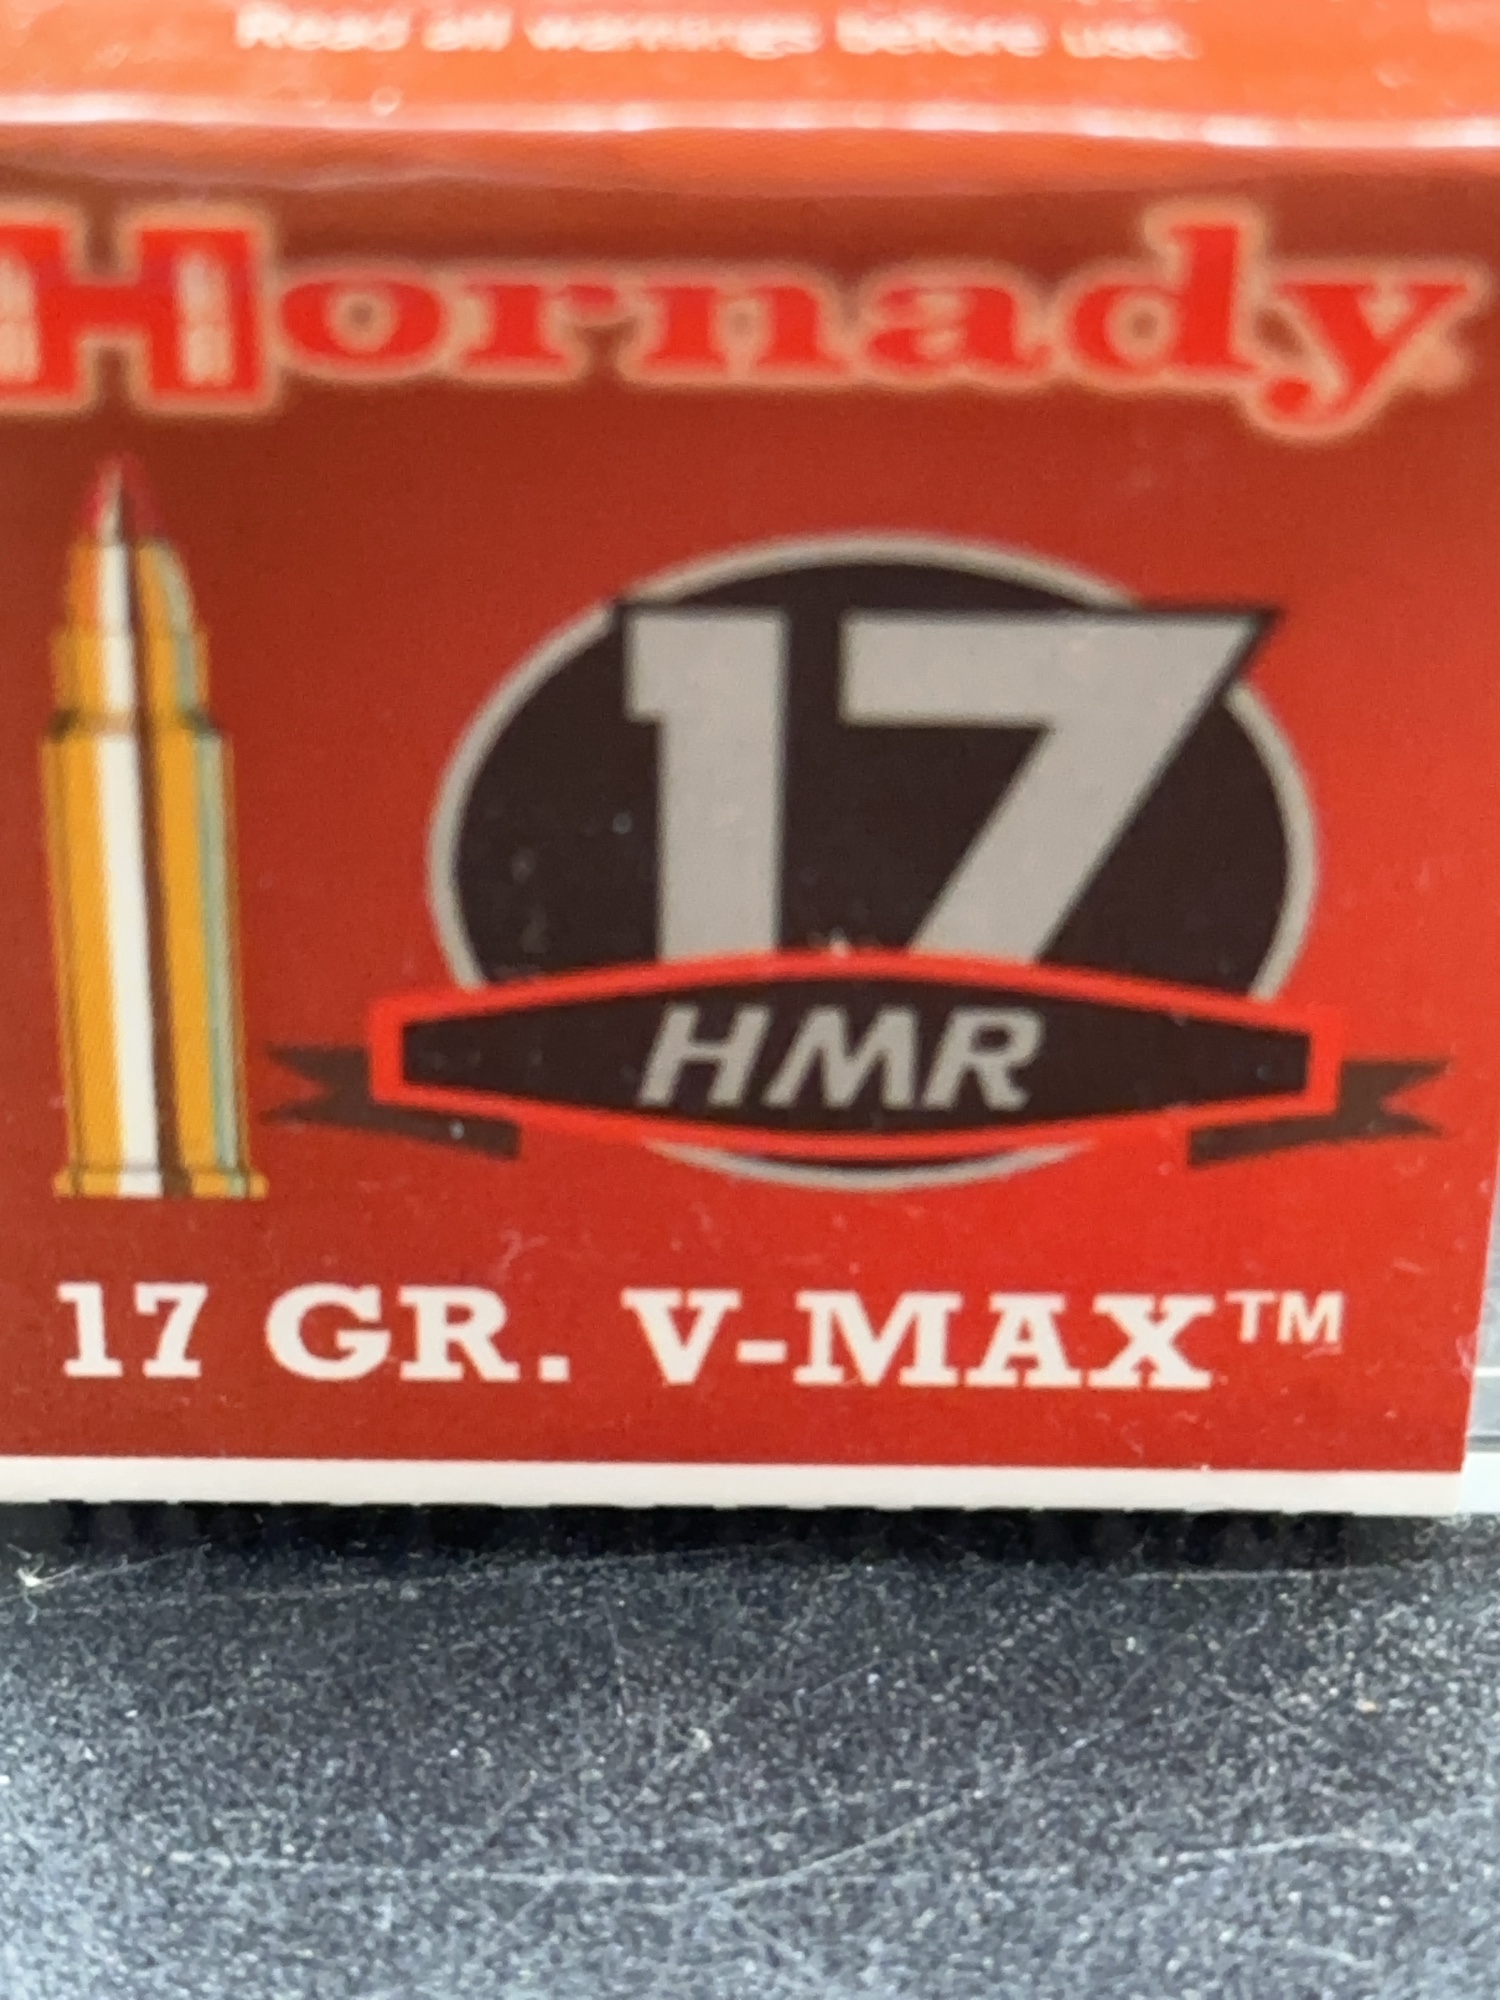 Read all warnings before use.
Hornady
17
HMR
17 GR. V-MAX™